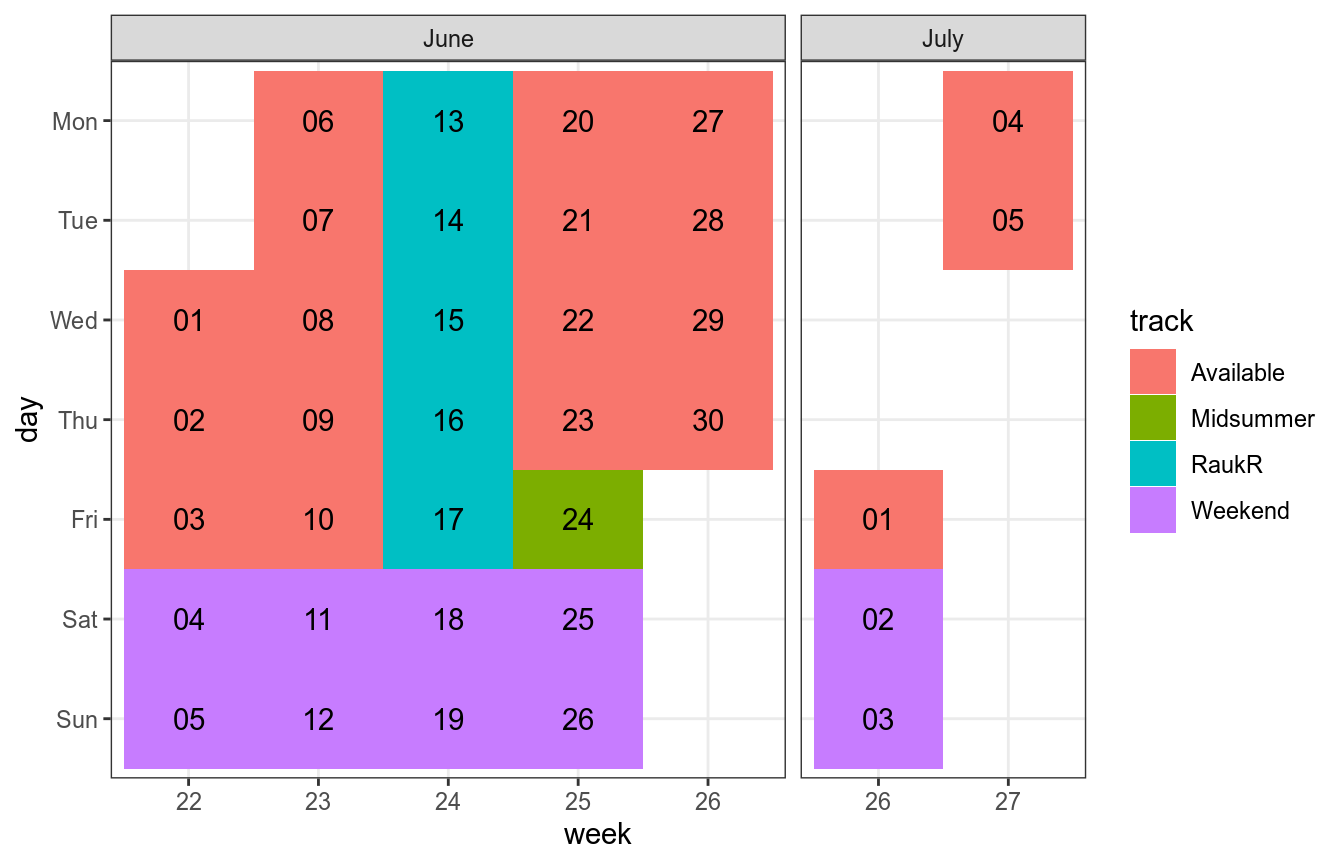 June July
Mon 06 13 20 27 04
Tue 07 14 21 28 05
Wed 01 08 15 22 29
Thu 02 09 16 23 30
Fri 03 10 17 24 01
Sat 04 11 18 25 02
Sun 05 12 19 26 03
22 23 24 25 26 26 27
week
day
track
Available
Midsummer
RaukR
Weekend